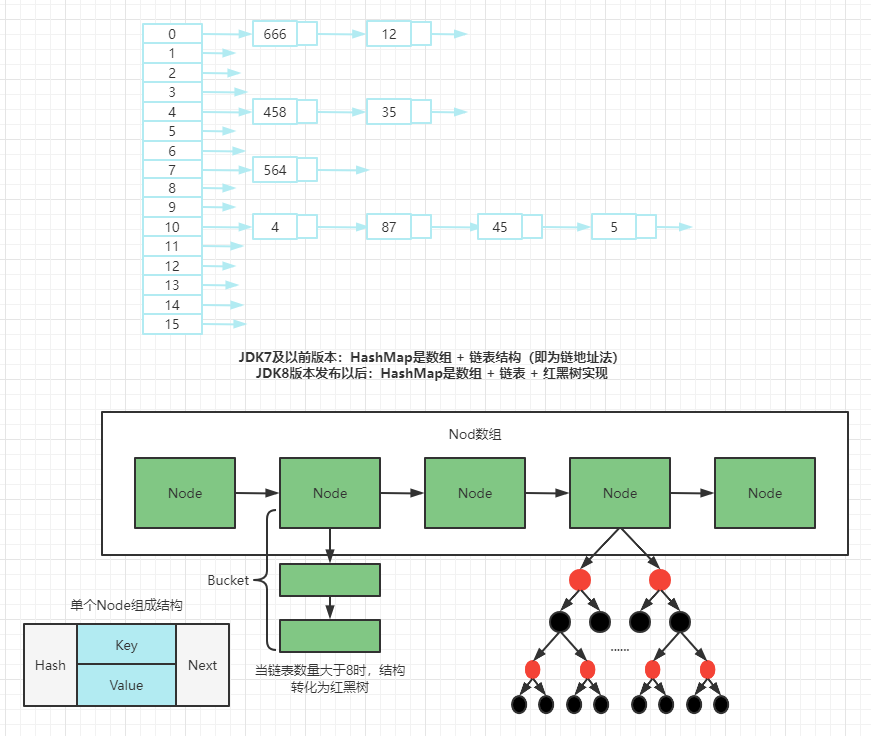 0 666 12
1
2
3
4 458 35
5
6
7 564
8
9
10 4 87 45 5
11
12
13
14
15
JDK7及以前版本：HashMap是数组 + 链表结构（即为链地址法）
JDK8版本发布以后：HashMap是数组 + 链表 + 红黑树实现
Nod数组
Node Node Node Node Node
Bucket
单个Node组成结构
Hash
Key
Value
Next
当链表数量大于8时，结构
转化为红黑树
......